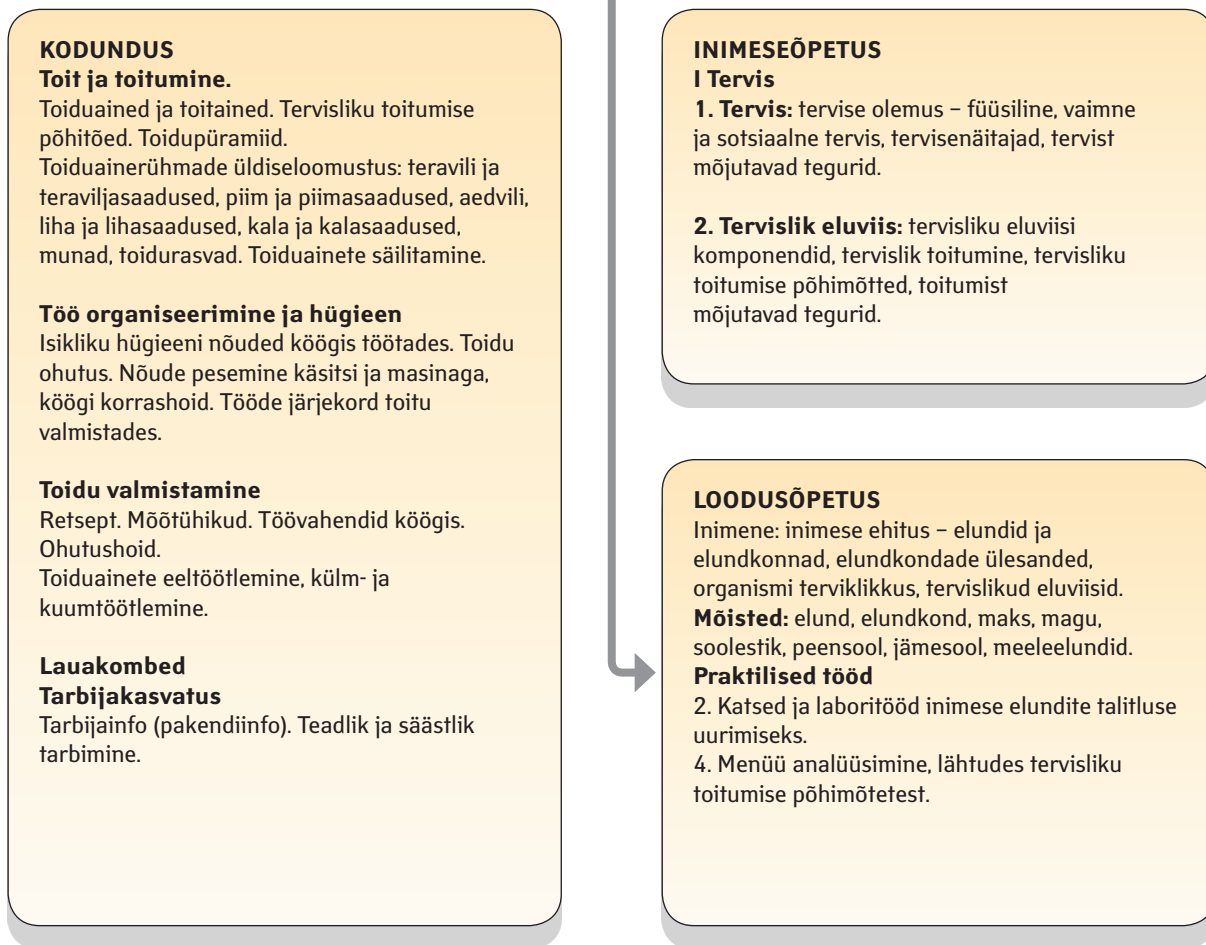 KODUNDUS
Toit ja toitumine.
Toiduained ja toitained. Tervisliku toitumise
põhitõed. Toidupüramiid.
Toiduainerühmade üldiseloomustus: teravili ja
teraviljasaadused, piim ja piimasaadused, aedvili,
liha ja lihasaadused, kala ja kalasaadused,
munad, toidurasvad. Toiduainete säilitamine.
Töö organiseerimine ja hügieen
Isikliku hügieeni nõuded köögis töötades. Toidu
ohutus. Nõude pesemine käsitsi ja masinaga,
köögi korrashoid. Tööde järjekord toitu
valmistades.
Toidu valmistamine
Retsept. Mõõtühikud. Töövahendid köögis.
Ohutushoid.
Toiduainete eeltöötlemine, külm- ja
kuumtöötlemine.
Lauakombed
Tarbijakasvatus
Tarbijainfo (pakendiinfo). Teadlik ja säästlik
tarbimine.
INIMESEÕPETUS
I Tervis
1. Tervis: tervise olemus – füüsiline, vaimne
ja sotsiaalne tervis, tervisenäitajad, tervist
mõjutavad tegurid.
2. Tervislik eluviis: tervisliku eluviisi
komponendid, tervislik toitumine, tervisliku
toitumise põhimõtted, toitumist
mõjutavad tegurid.
LOODUSÕPETUS
Inimene: inimese ehitus – elundid ja
elundkonnad, elundkondade ülesanded,
organismi terviklikkus, tervislikud eluviisid.
Mõisted: elund, elundkond, maks, magu,
soolestik, peensool, jämesool, meeleelundid.
Praktilised tööd
2. Katsed ja laboritööd inimese elundite talitluse
uurimiseks.
4. Menüü analüüsimine, lähtudes tervisliku
toitumise põhimõtetest.